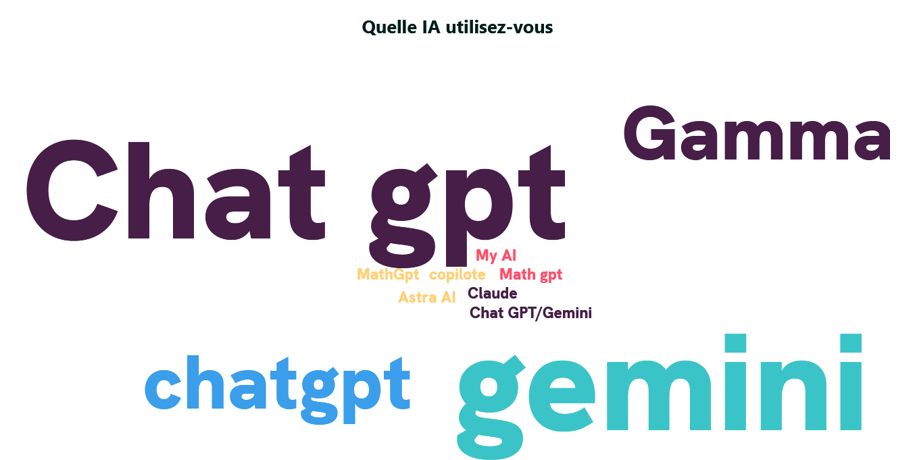 Quelle IA utilisez-vous
Gamma
Chat gpt
My AI
MathGpt copilote Math gpt
Claude
Astra AI
Chat GPT/Gemini
chatgpt
gemini